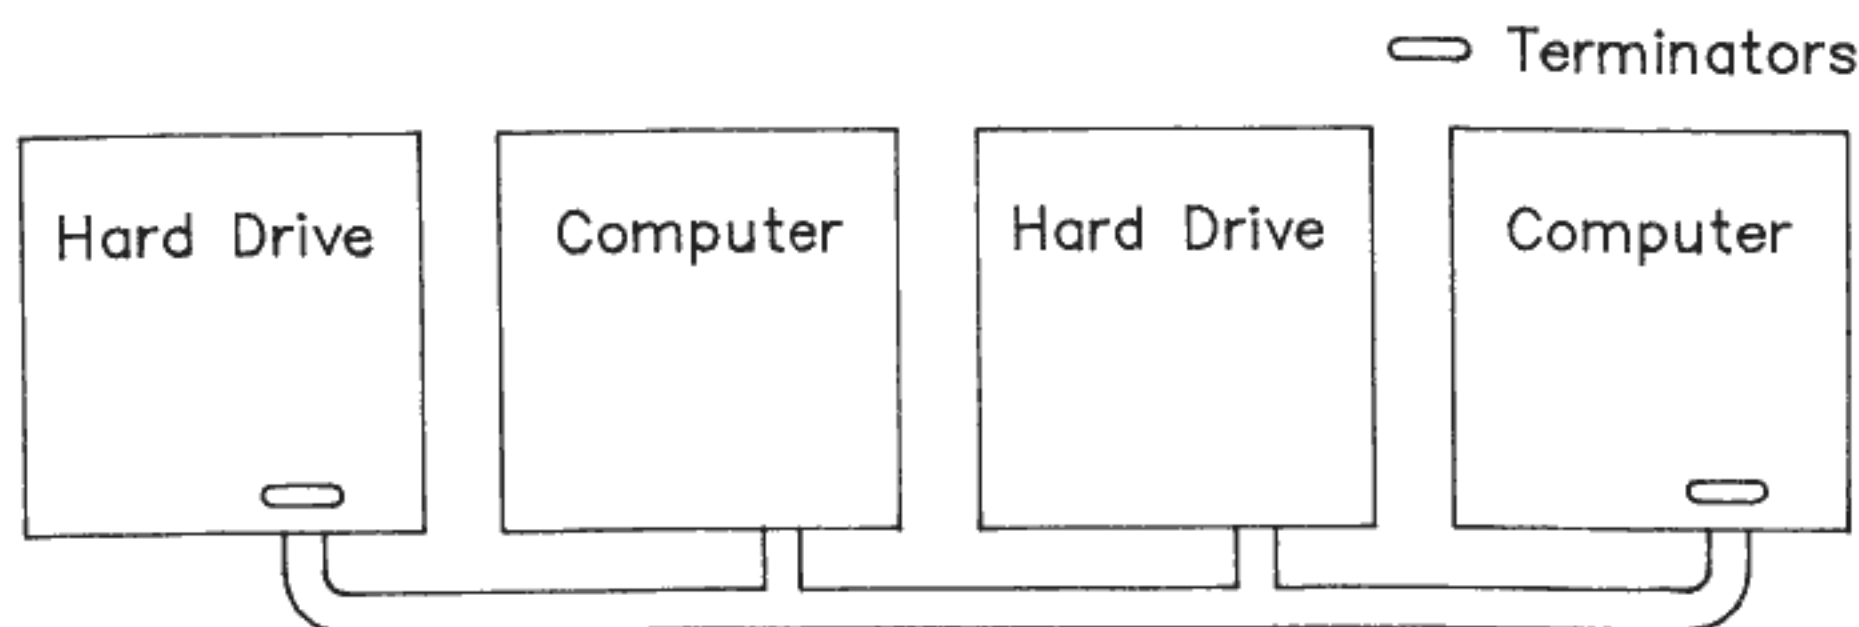 Terminators
Hard Drive
Computer
Hard Drive
Computer